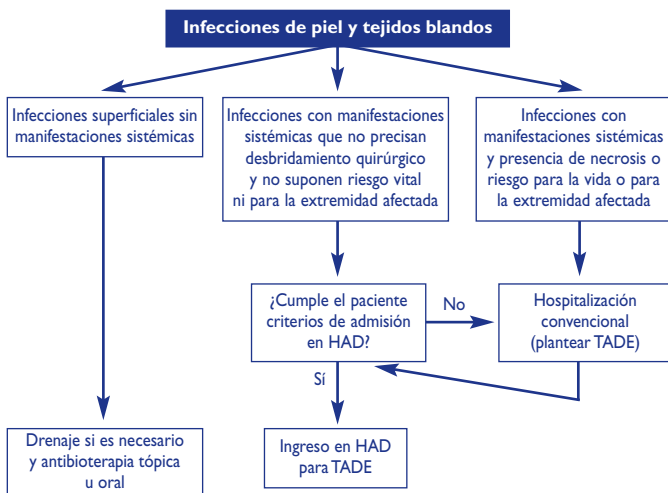 Infecciones de piel y tejidos blandos
Infecciones superficiales sin
manifestaciones sistémicas
Infecciones con manifestaciones
sistémicas que no precisan
desbridamiento quirúrgico
y no suponen riesgo vital
ni para la extremidad afectada
Infecciones con
manifestaciones sistémicas
y presencia de necrosis o
riesgo para la vida o para
la extremidad afectada
¿Cumple el paciente
criterios de admisión
en HAD?
No
Hospitalización
convencional
(plantear TADE)
Sí
Drenaje si es necesario
y antibioterapia tópica
u oral
Ingreso en HAD
para TADE